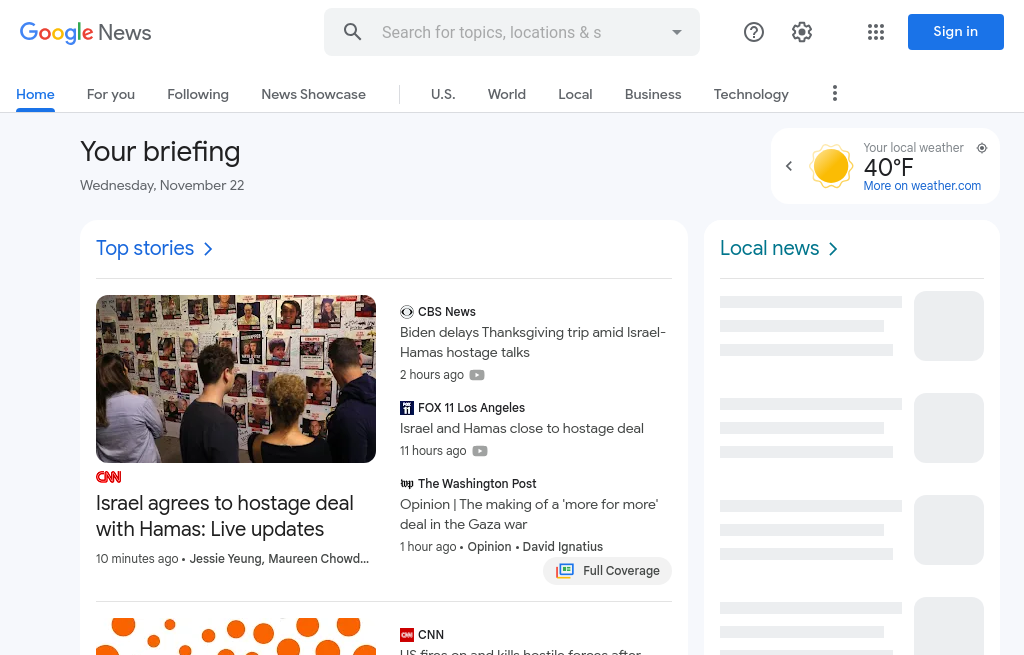 Google News
Search for topics, locations & s
Sign in
Home
For you
Following
News Showcase
U.S.
World
Local
Business
Technology
Your briefing
Wednesday, November 22
Your local weather
40°F
More on weather.com
Top stories
CNN
Israel agrees to hostage deal
with Hamas: Live updates
10 minutes ago • Jessie Yeung, Maureen Chowd...
CBS News
Biden delays Thanksgiving trip amid Israel-
Hamas hostage talks
2 hours ago
FOX 11 Los Angeles
Israel and Hamas close to hostage deal
11 hours ago
The Washington Post
Opinion | The making of a 'more for more'
deal in the Gaza war
1 hour ago • Opinion • David Ignatius
Full Coverage
CNN
US fires on and kills hostile forces after
Local news